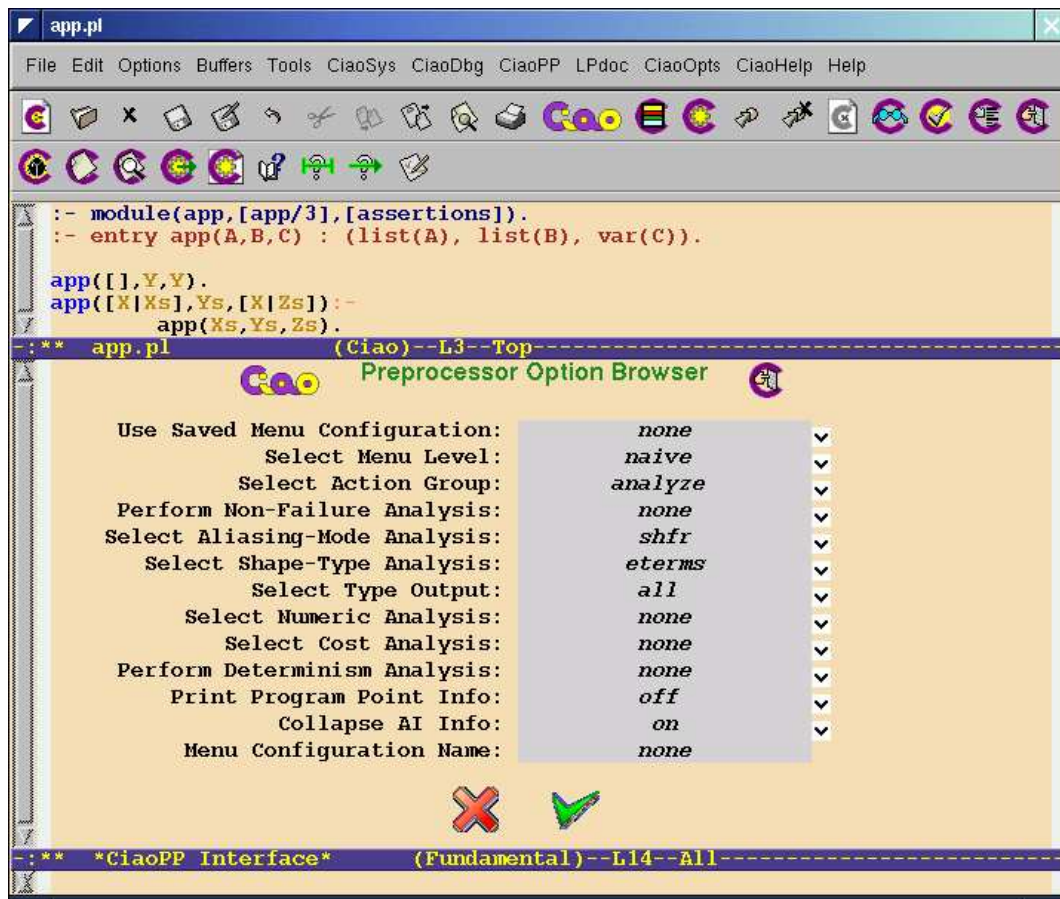 app.pl
File Edit Options Buffers Tools CiaoSys CiaoDbg CiaoPP LPdoc CiaoOpts CiaoHelp Help
Ciao
:- module(app,[app/3],[assertions]).
:- entry app(A,B,C) : (list(A), list(B), var(C)).
app([],Y,Y).
app([X|Xs],Ys,[X|Zs]):-
app(Xs,Ys,Zs).
-:** app.pl (Ciao)--L3--Top----------------------------------------
Ciao Preprocessor Option Browser
Use Saved Menu Configuration: none
Select Menu Level: naive
Select Action Group: analyze
Perform Non-Failure Analysis: none
Select Aliasing-Mode Analysis: shfr
Select Shape-Type Analysis: eterms
Select Type Output: all
Select Numeric Analysis: none
Select Cost Analysis: none
Perform Determinism Analysis: none
Print Program Point Info: off
Collapse AI Info: on
Menu Configuration Name: none
-:** *CiaoPP Interface* (Fundamental)--L14--All--------------------------